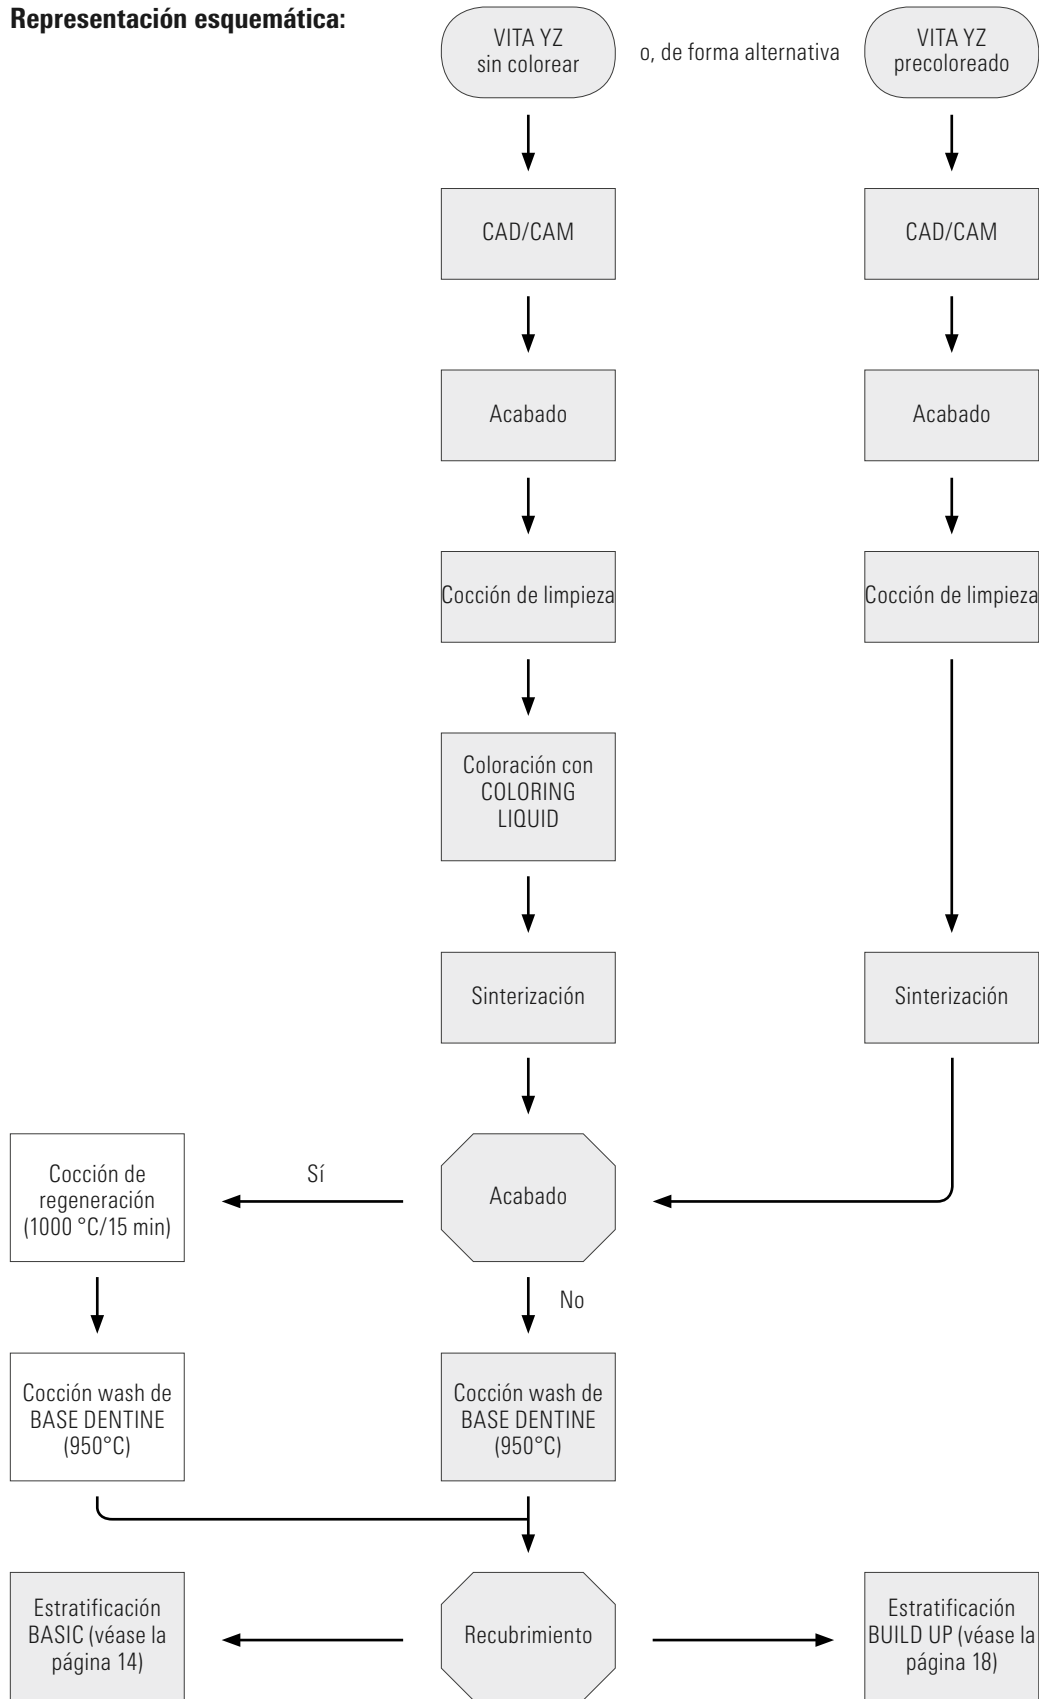 Representación esquemática:
VITA YZ
sin colorear
o, de forma alternativa
VITA YZ
precoloreado
CAD/CAM
CAD/CAM
Acabado
Acabado
Cocción de limpieza
Cocción de limpieza
Coloración con
COLORING
LIQUID
Sinterización
Sinterización
Cocción de
regeneración
(1000 °C/15 min)
Sí
Acabado
No
Cocción wash de
BASE DENTINE
(950°C)
Cocción wash de
BASE DENTINE
(950°C)
Estratificación
BASIC (véase la
página 14)
Recubrimiento
Estratificación
BUILD UP (véase la
página 18)